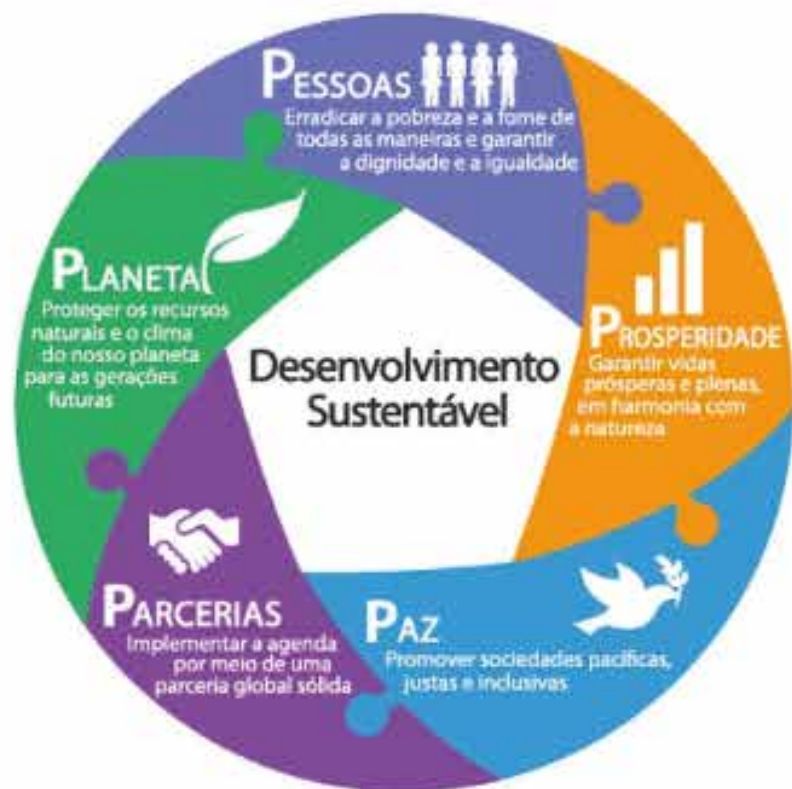 PESSOAS
Erradicar a pobreza e a fome de
todas as maneiras e garantir
a dignidade e a igualdade
PROSPERIDADE
Garantir vidas
prósperas e plenas,
em harmonia com
a natureza
PAZ
Promover sociedades pacíficas,
justas e inclusivas
PARCERIAS
Implementar a agenda
por meio de uma
parceria global sólida
PLANETA
Proteger os recursos
naturais e o clima
do nosso planeta
para as gerações
futuras
Desenvolvimento
Sustentável